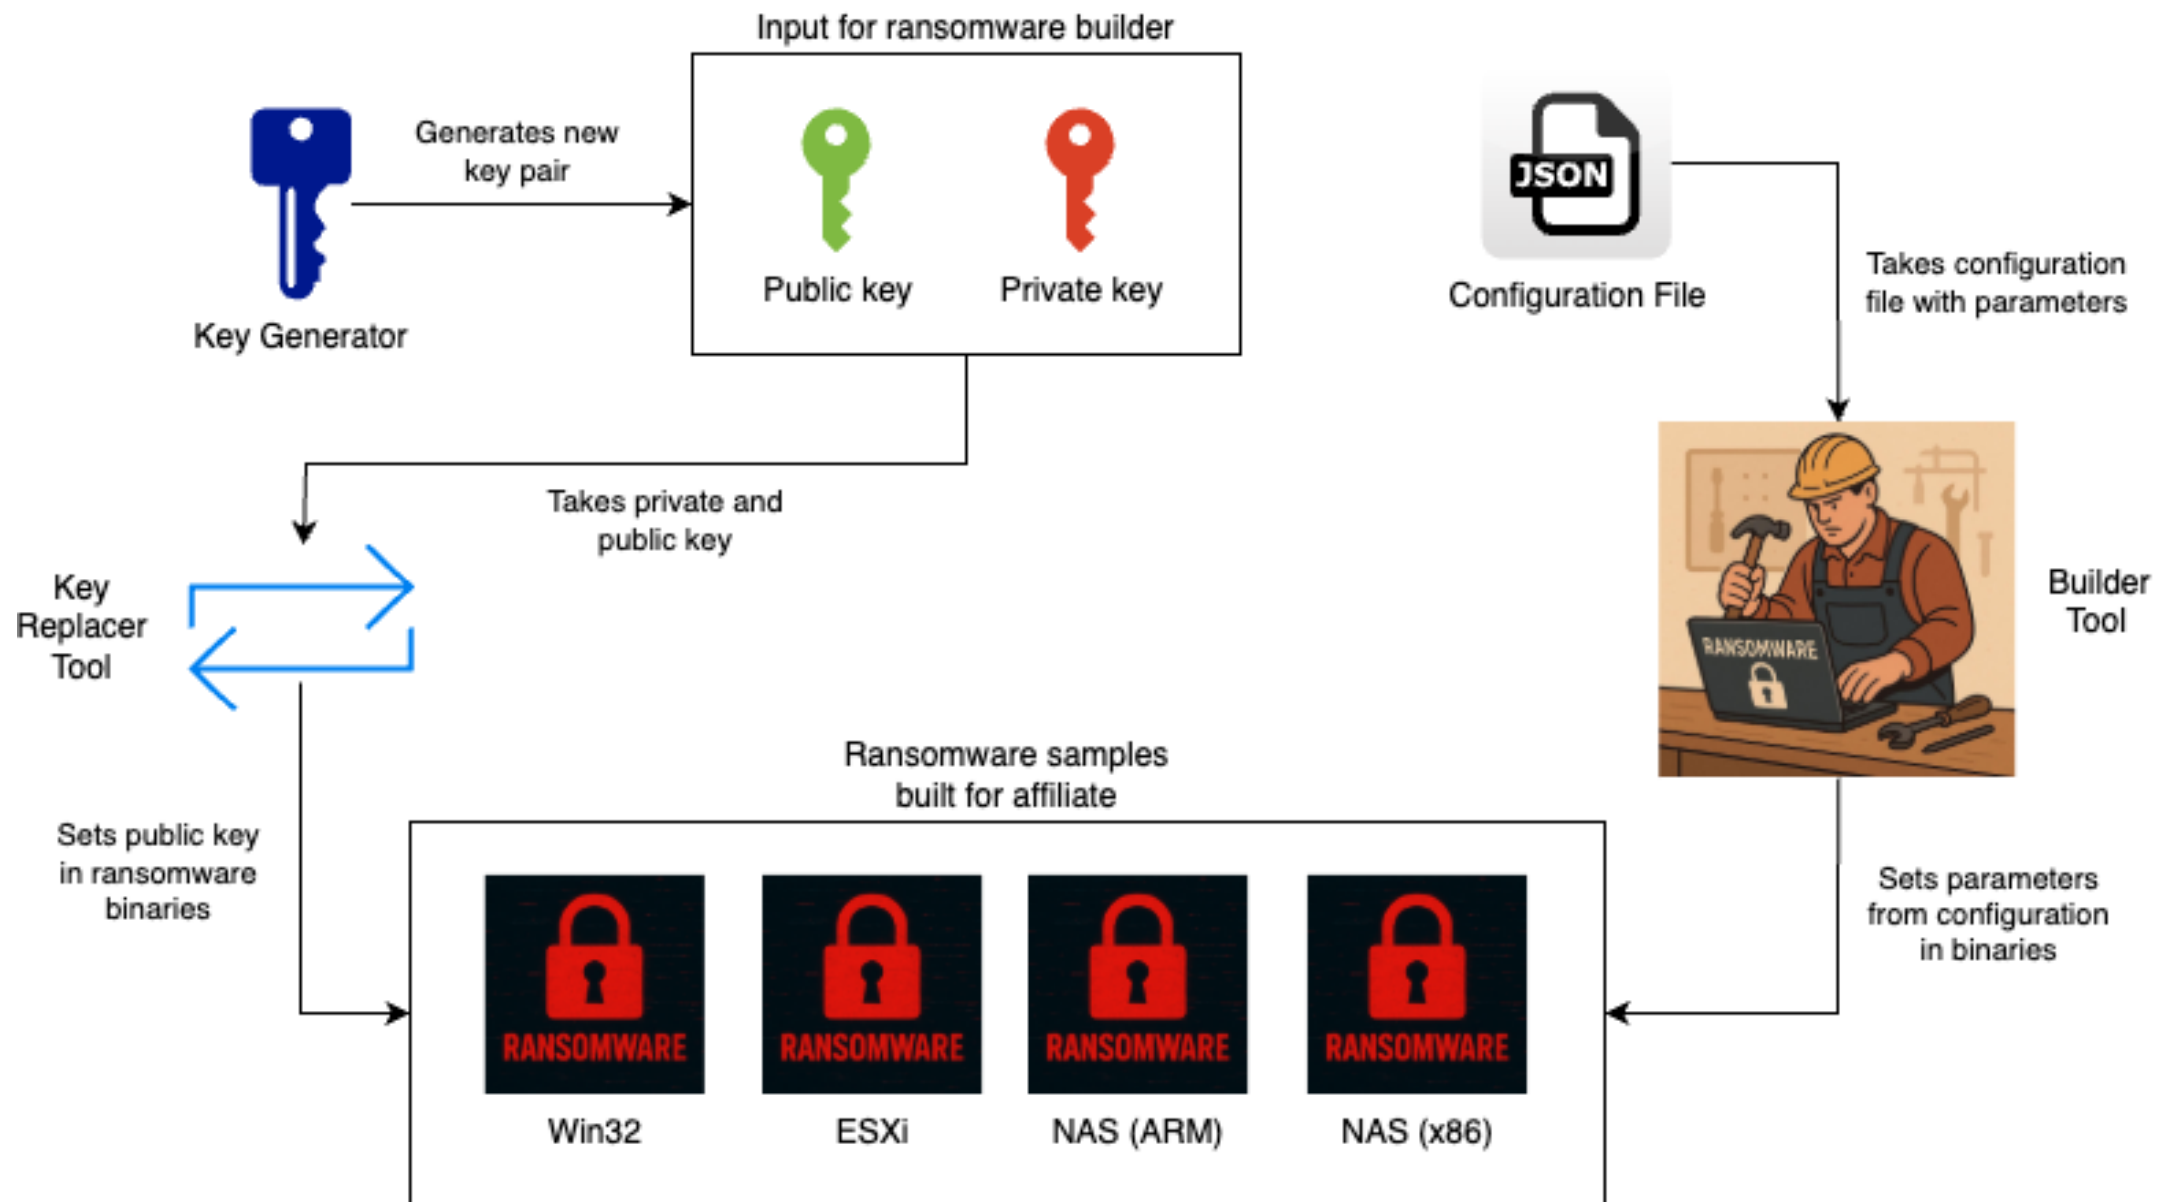 Input for ransomware builder
Generates new
key pair
Public key
Private key
Key Generator
JSON
Configuration File
Takes configuration
file with parameters
Takes private and
public key
Key
Replacer
Tool
RANSOMWARE
Builder
Tool
Sets public key
in ransomware
binaries
Ransomware samples
built for affiliate
Sets parameters
from configuration
in binaries
RANSOMWARE
RANSOMWARE
RANSOMWARE
RANSOMWARE
Win32
ESXi
NAS (ARM)
NAS (x86)